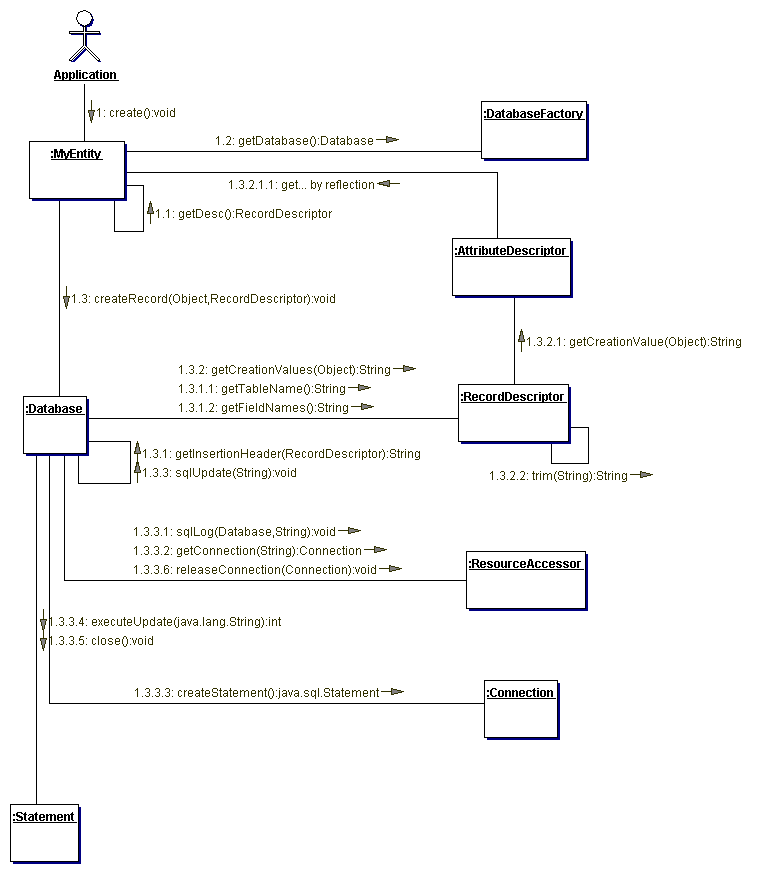 Application
1: create():void
:DatabaseFactory
1.2: getDatabase():Database
:MyEntity
1.3.2.1.1: get... by reflection
1.1: getDesc():RecordDescriptor
:AttributeDescriptor
1.3: createRecord(Object,RecordDescriptor):void
1.3.2.1: getCreationValue(Object):String
1.3.2: getCreationValues(Object):String
1.3.1.1: getTableName():String
:RecordDescriptor
:Database
1.3.1.2: getFieldNames():String
1.3.1: getInsertionHeader(RecordDescriptor):String
1.3.3: sqlUpdate(String):void
1.3.2.2: trim(String):String
1.3.3.1: sqlLog(Database,String):void
1.3.3.2: getConnection(String):Connection
:ResourceAccessor
1.3.3.6: releaseConnection(Connection):void
1.3.3.4: executeUpdate(java.lang.String):int
1.3.3.5: close():void
1.3.3.3: createStatement():java.sql.Statement
:Connection
:Statement